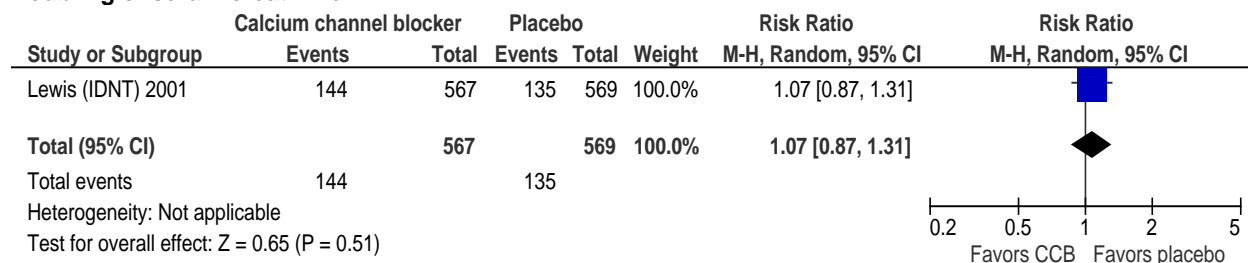 Calcium channel blocker Placebo Risk Ratio Risk Ratio
Study or Subgroup Events Total Events Total Weight M-H, Random, 95% CI M-H, Random, 95% CI
Lewis (IDNT) 2001 144 567 135 569 100.0% 1.07 [0.87, 1.31]
Total (95% CI) 567 569 100.0% 1.07 [0.87, 1.31]
Total events 144 135
Heterogeneity: Not applicable
Test for overall effect: Z = 0.65 (P = 0.51)
0.2 0.5 1 2 5
Favors CCB Favors placebo